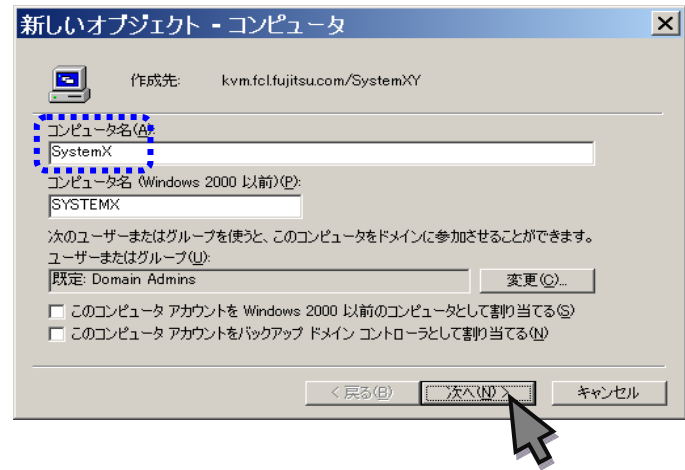 新しいオブジェクト - コンピュータ
作成先: kvm.fcl.fujitsu.com/SystemXY
コンピュータ名(A):
SystemX
コンピュータ名 (Windows 2000 以前)(P):
SYSTEMX
次のユーザーまたはグループを使うと、このコンピュータをドメインに参加させることができます。
ユーザーまたはグループ(U):
既定: Domain Admins
変更(C)...
このコンピュータ アカウントを Windows 2000 以前のコンピュータとして割り当てる(S)
このコンピュータ アカウントをバックアップ ドメイン コントローラとして割り当てる(N)
< 戻る(B) 次へ(N) > キャンセル